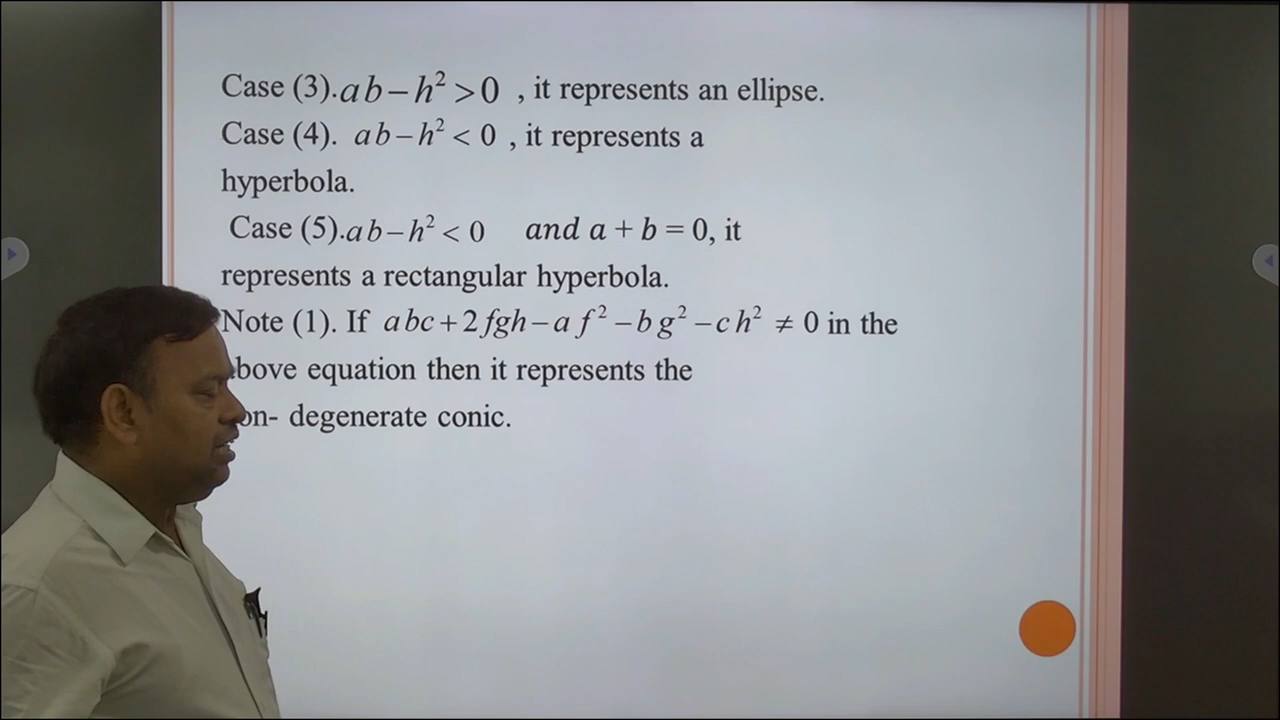 Case (3).ab−h²>0 , it represents an ellipse.
Case (4). ab−h² < 0 , it represents a
hyperbola.
Case (5).ab−h² < 0 and a + b = 0, it
represents a rectangular hyperbola.
Note (1). If abc+2fgh−af²−bg²−ch² ≠ 0 in the
bove equation then it represents the
on- degenerate conic.